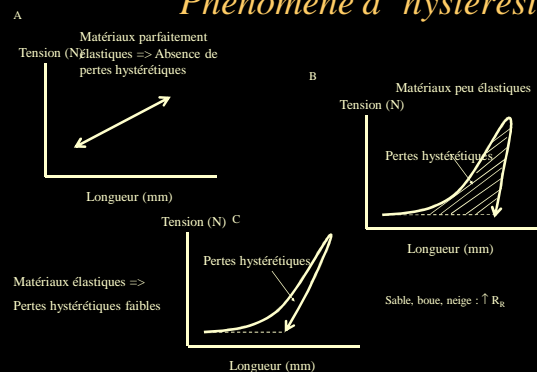 Phénomène d’hystérési
A
Matériaux parfaitement
élastiques => Absence de
pertes hystérétiques
Tension (N)
Longueur (mm)
B
Matériaux peu élastiques
Tension (N)
Pertes hystérétiques
Longueur (mm)
Sable, boue, neige : ↑ RR
Tension (N)
C
Pertes hystérétiques
Matériaux élastiques =>
Pertes hystérétiques faibles
Longueur (mm)